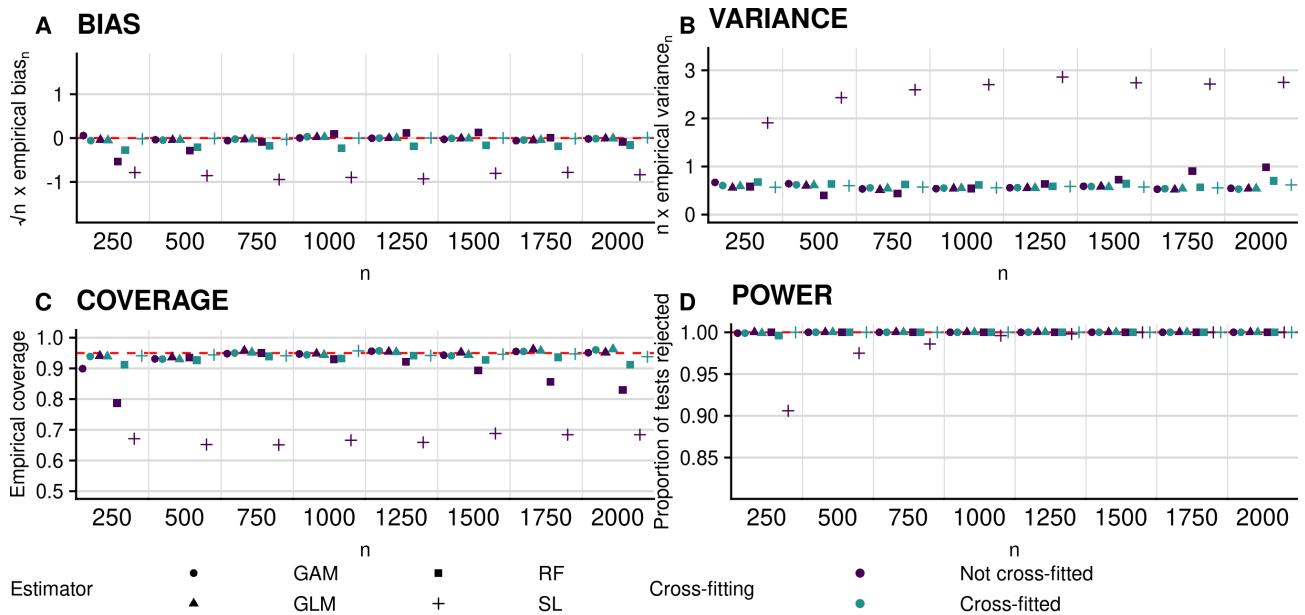 A BIAS
√n x empirical biasₙ
1
0
-1
250 500 750 1000 1250 1500 1750 2000
n
B VARIANCE
n x empirical varianceₙ
3
2
1
0
250 500 750 1000 1250 1500 1750 2000
n
C COVERAGE
Empirical coverage
1.0
0.9
0.8
0.7
0.6
0.5
250 500 750 1000 1250 1500 1750 2000
n
D POWER
Proportion of tests rejected
1.00
0.95
0.90
0.85
250 500 750 1000 1250 1500 1750 2000
n
Estimator
GAM
GLM
RF
SL
Cross-fitting
Not cross-fitted
Cross-fitted